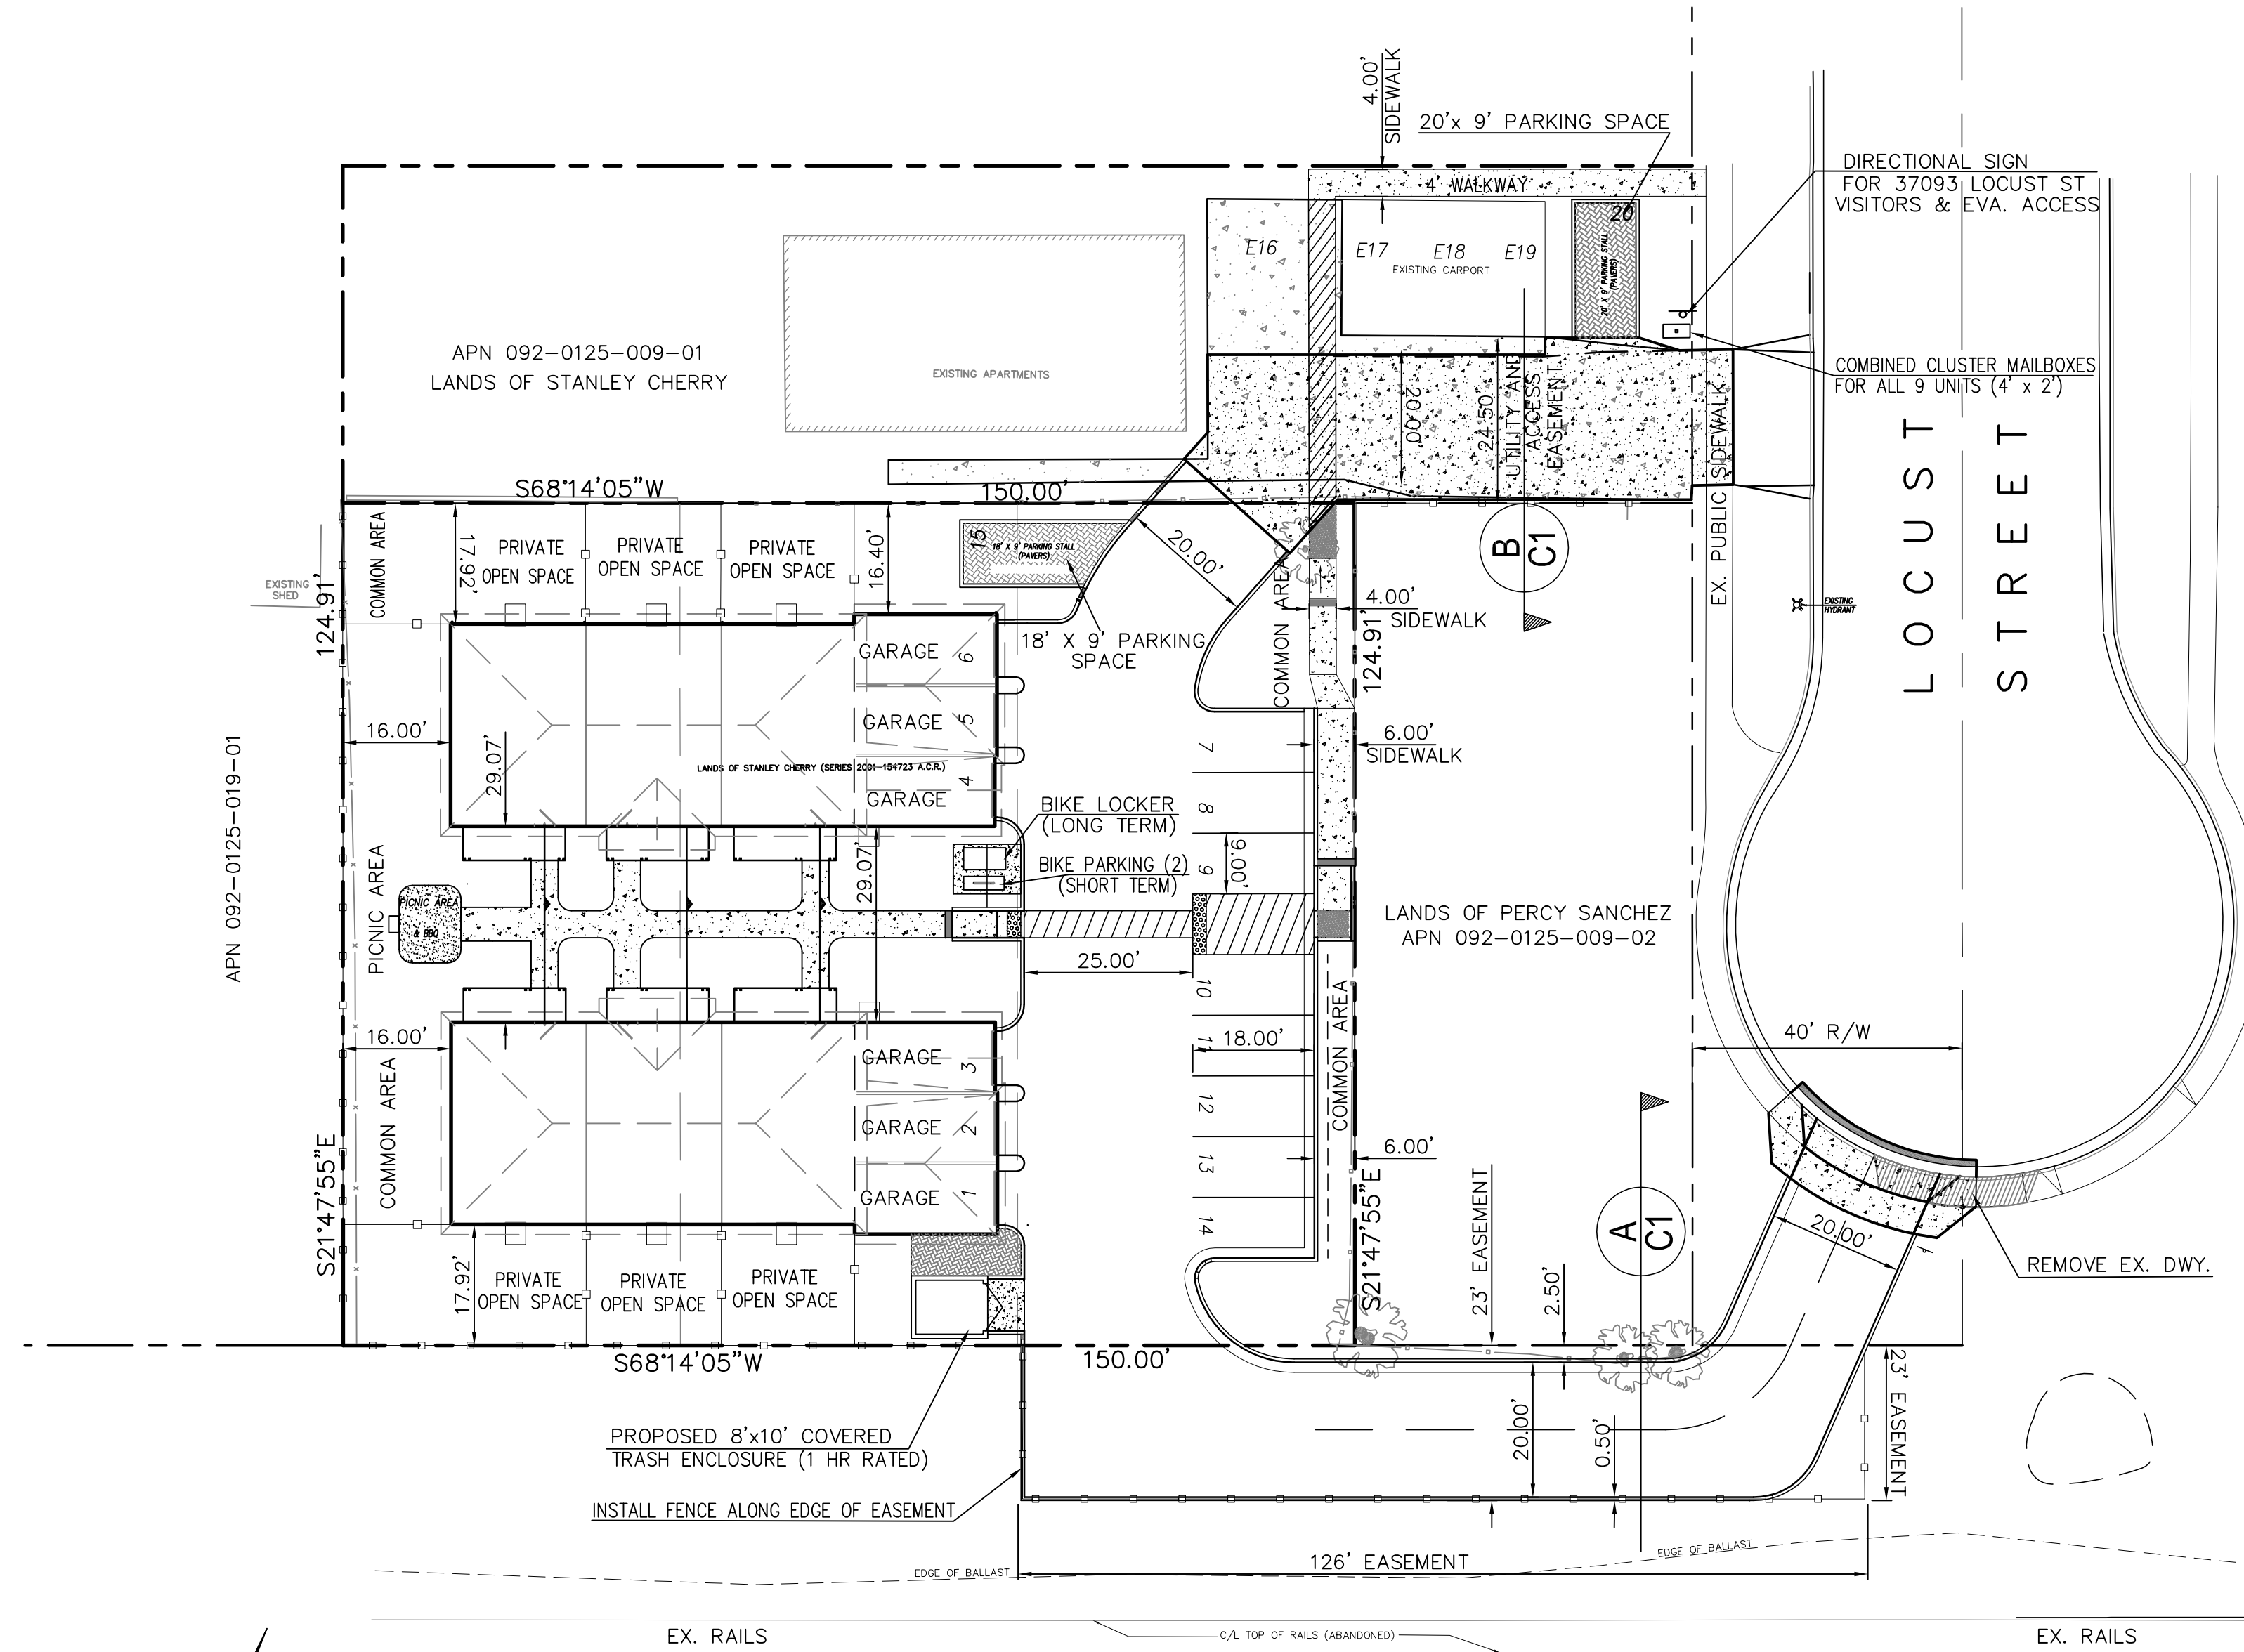 4.00'
SIDEWALK
20'x 9' PARKING SPACE
DIRECTIONAL SIGN
FOR 37093 LOCUST ST
VISITORS & EVA. ACCESS
4' WALKWAY
20
20' X 9' PARKING STALL
(PAVERS)
E16
E17
E18
E19
EXISTING CARPORT
APN 092-0125-009-01
LANDS OF STANLEY CHERRY
EXISTING APARTMENTS
COMBINED CLUSTER MAILBOXES
FOR ALL 9 UNITS (4' x 2')
20.00'
24.50'
UTILITY AND
ACCESS
EASEMENT
EX. PUBLIC SIDEWALK
LOCUST
STREET
S68°14'05"W
150.00'
COMMON AREA
17.92'
PRIVATE
OPEN SPACE
PRIVATE
OPEN SPACE
PRIVATE
OPEN SPACE
16.40'
15
18' X 9' PARKING STALL
(PAVERS)
20.00'
B
C1
EXISTING
SHED
124.91'
EXISTING
HYDRANT
COMMON AREA
4.00'
SIDEWALK
18' X 9' PARKING
SPACE
124.91'
GARAGE 6
GARAGE 5
GARAGE 4
16.00'
29.07'
LANDS OF STANLEY CHERRY (SERIES 2001-154723 A.C.R.)
7
6.00'
SIDEWALK
APN 092-0125-019-01
8
BIKE LOCKER
(LONG TERM)
9
9.00'
BIKE PARKING (2)
(SHORT TERM)
29.07'
PICNIC AREA
PICNIC AREA
& BBQ
LANDS OF PERCY SANCHEZ
APN 092-0125-009-02
25.00'
10
16.00'
11
18.00'
COMMON AREA
40' R/W
COMMON AREA
GARAGE 3
GARAGE 2
GARAGE 1
12
13
14
6.00'
S21°47'55"E
S21°47'55"E
23' EASEMENT
A
C1
20.00'
REMOVE EX. DWY.
17.92'
PRIVATE
OPEN SPACE
PRIVATE
OPEN SPACE
PRIVATE
OPEN SPACE
2.50'
S68°14'05"W
150.00'
23' EASEMENT
PROPOSED 8'x10' COVERED
TRASH ENCLOSURE (1 HR RATED)
20.00'
0.50'
INSTALL FENCE ALONG EDGE OF EASEMENT
126' EASEMENT
EDGE OF BALLAST
EDGE OF BALLAST
EX. RAILS
C/L TOP OF RAILS (ABANDONED)
EX. RAILS